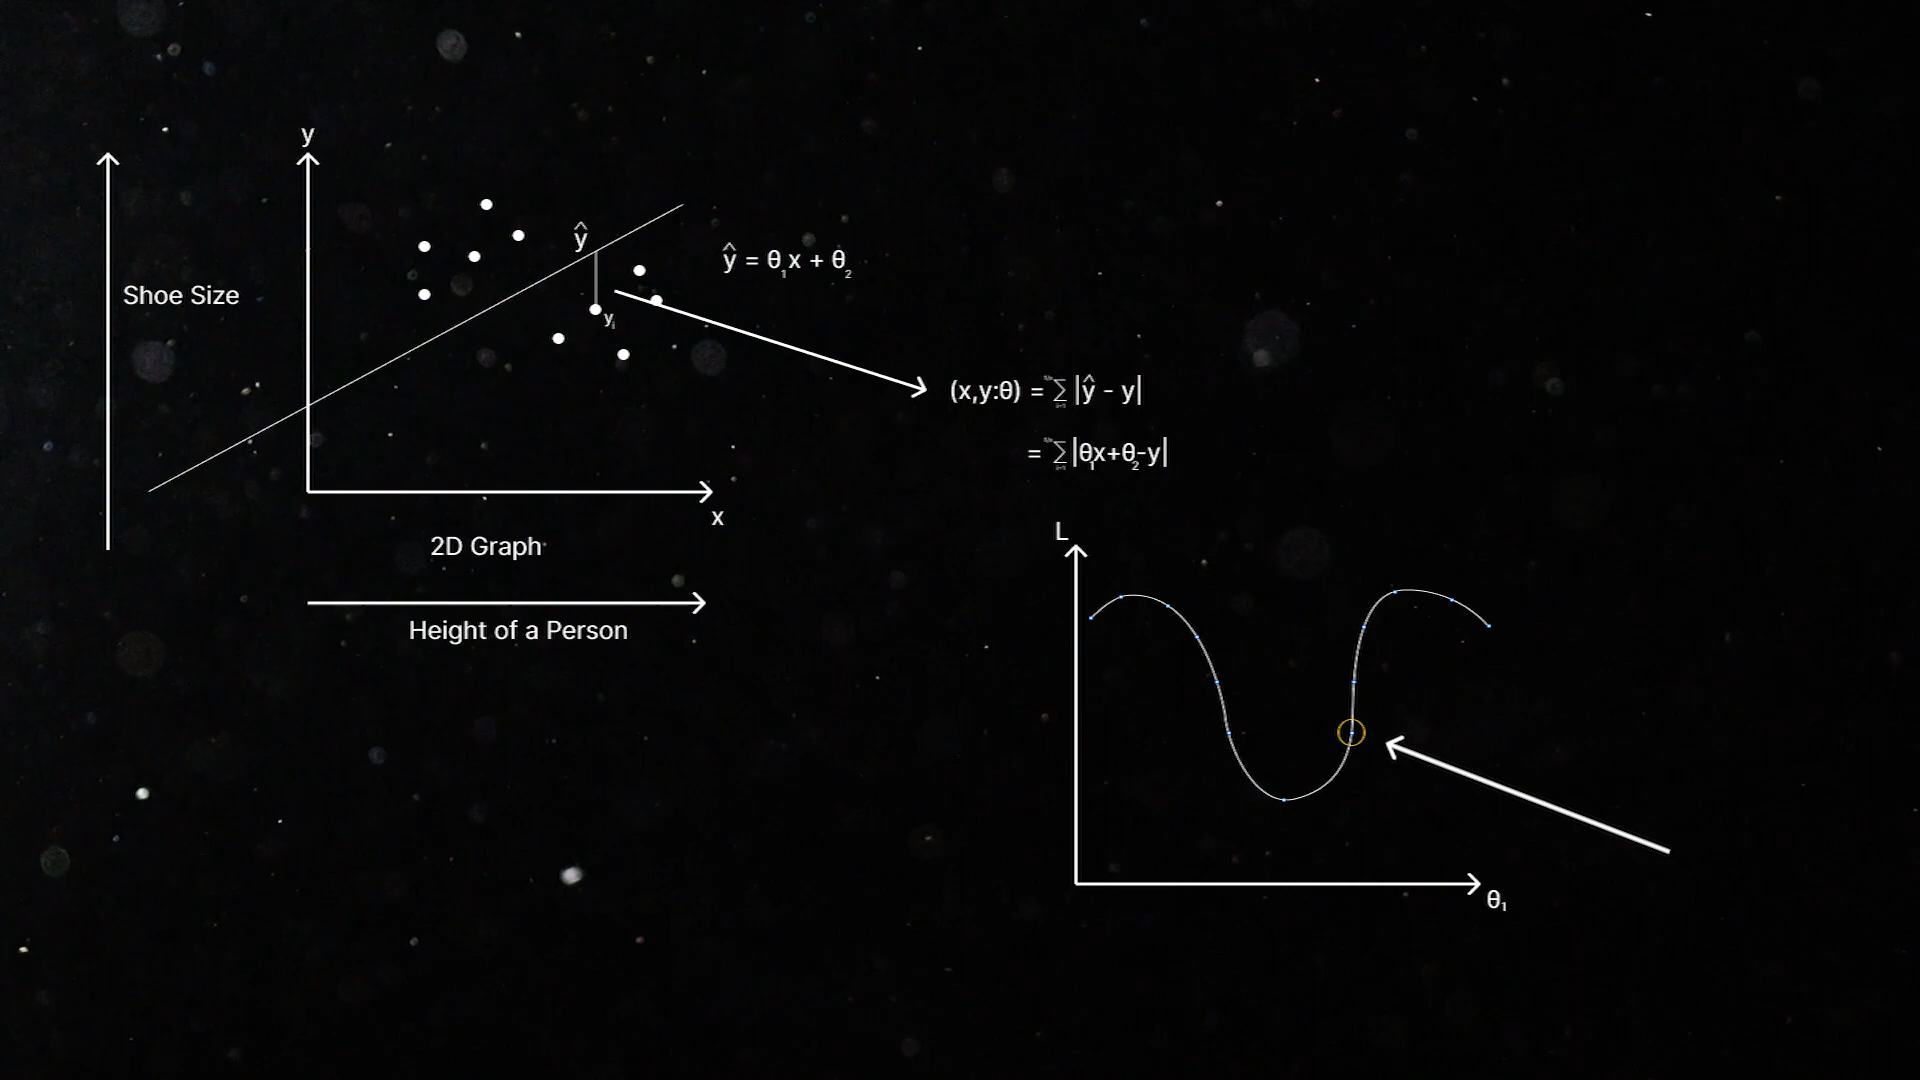 y
Shoe Size
ŷ
yᵢ
ŷ = θ₁x + θ₂
x
2D Graph
Height of a Person
(x,y:θ) = ∑ |ŷ - y|
= ∑ |θ₁x+θ₂-y|
L
θ₁